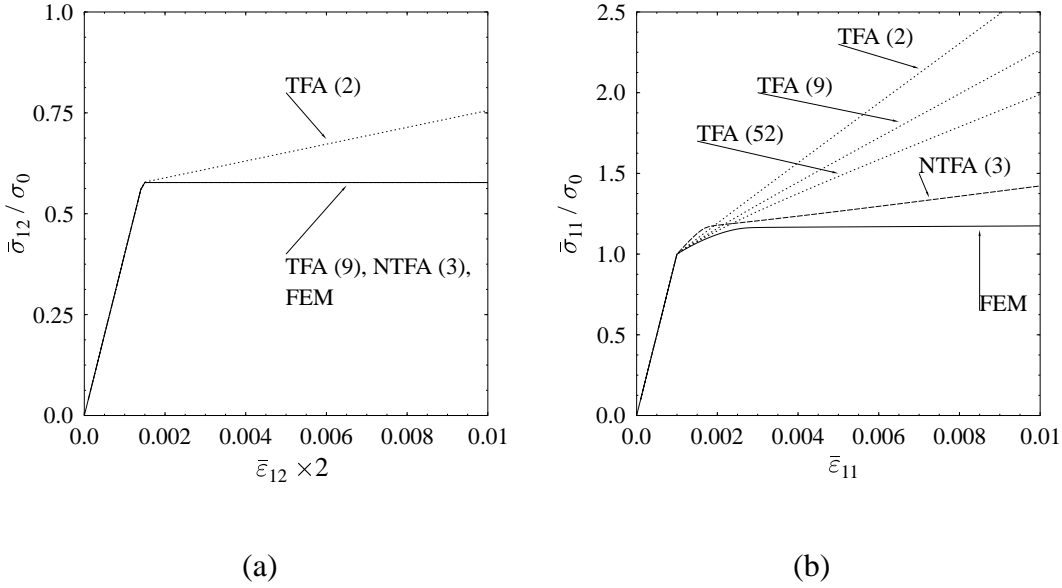 1.0
0.75
0.5
0.25
0.0
σ̄12 / σ0
TFA (2)
TFA (9), NTFA (3),
FEM
0.0 0.002 0.004 0.006 0.008 0.01
ε̄12 ×2
(a)
2.5
2.0
1.5
1.0
0.5
0.0
σ̄11 / σ0
TFA (2)
TFA (9)
TFA (52)
NTFA (3)
FEM
0.0 0.002 0.004 0.006 0.008 0.01
ε̄11
(b)